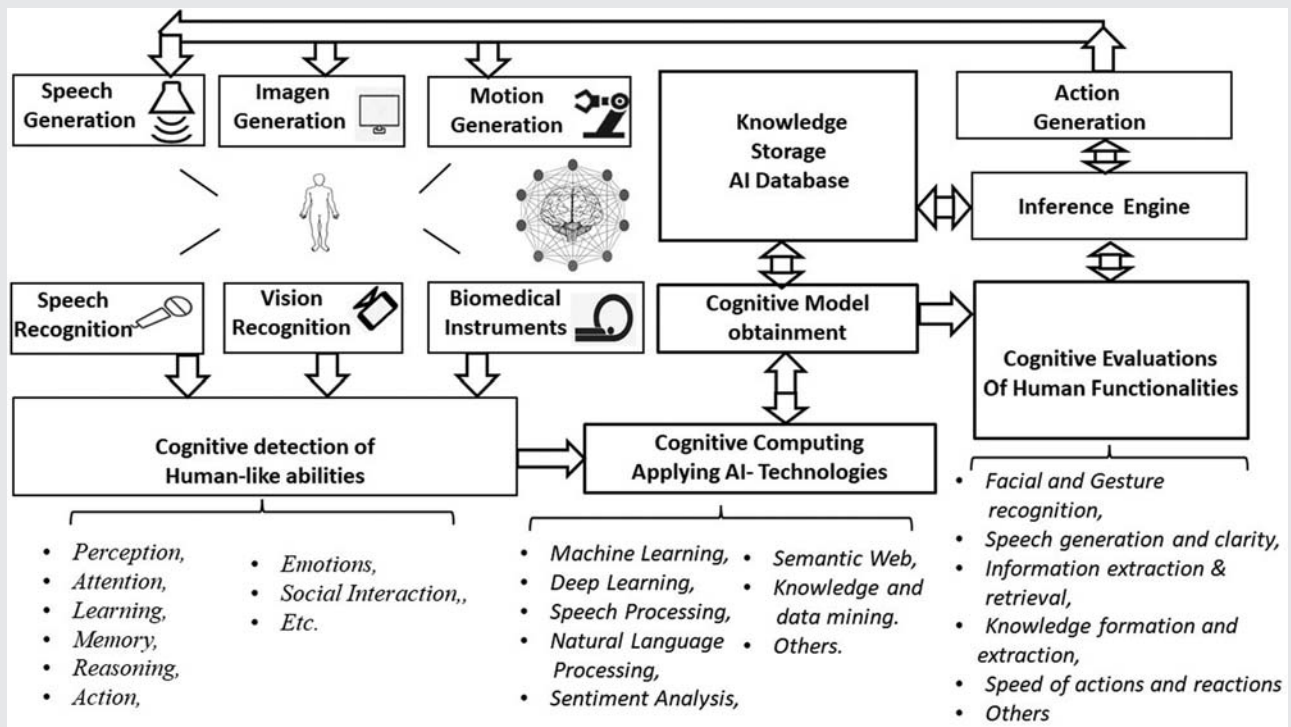 Speech
Generation
Imagen
Generation
Motion
Generation
Knowledge
Storage
AI Database
Action
Generation
Inference Engine
Speech
Recognition
Vision
Recognition
Biomedical
Instruments
Cognitive Model
obtainment
Cognitive Evaluations
Of Human Functionalities
Cognitive detection of
Human-like abilities
Cognitive Computing
Applying AI- Technologies
• Perception,
• Attention,
• Learning,
• Memory,
• Reasoning,
• Action,
• Emotions,
• Social Interaction,,
• Etc.
• Machine Learning,
• Deep Learning,
• Speech Processing,
• Natural Language
Processing,
• Sentiment Analysis,
• Semantic Web,
• Knowledge and
data mining.
• Others.
• Facial and Gesture
recognition,
• Speech generation and clarity,
• Information extraction &
retrieval,
• Knowledge formation and
extraction,
• Speed of actions and reactions
• Others